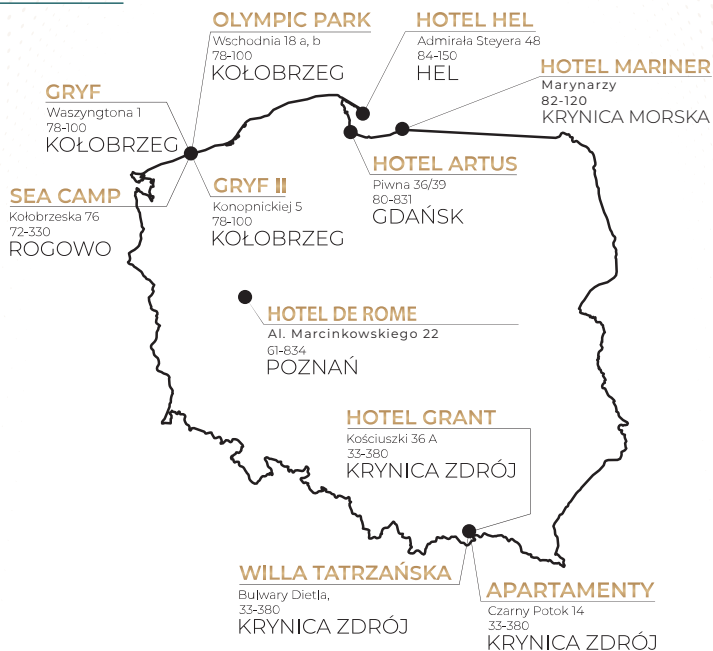 OLYMPIC PARK
Wschodnia 18 a, b
78-100
KOŁOBRZEG
HOTEL HEL
Admirała Steyera 48
84-150
HEL
HOTEL MARINER
Marynarzy
82-120
KRYNICA MORSKA
GRYF
Waszyngtona 1
78-100
KOŁOBRZEG
HOTEL ARTUS
Piwna 36/39
80-831
GDAŃSK
SEA CAMP
Kołobrzeska 76
72-330
ROGOWO
GRYF II
Konopnickiej 5
78-100
KOŁOBRZEG
HOTEL DE ROME
Al. Marcinkowskiego 22
61-834
POZNAŃ
HOTEL GRANT
Kościuszki 36 A
33-380
KRYNICA ZDRÓJ
WILLA TATRZAŃSKA
Bulwary Dietla,
33-380
KRYNICA ZDRÓJ
APARTAMENTY
Czarny Potok 14
33-380
KRYNICA ZDRÓJ